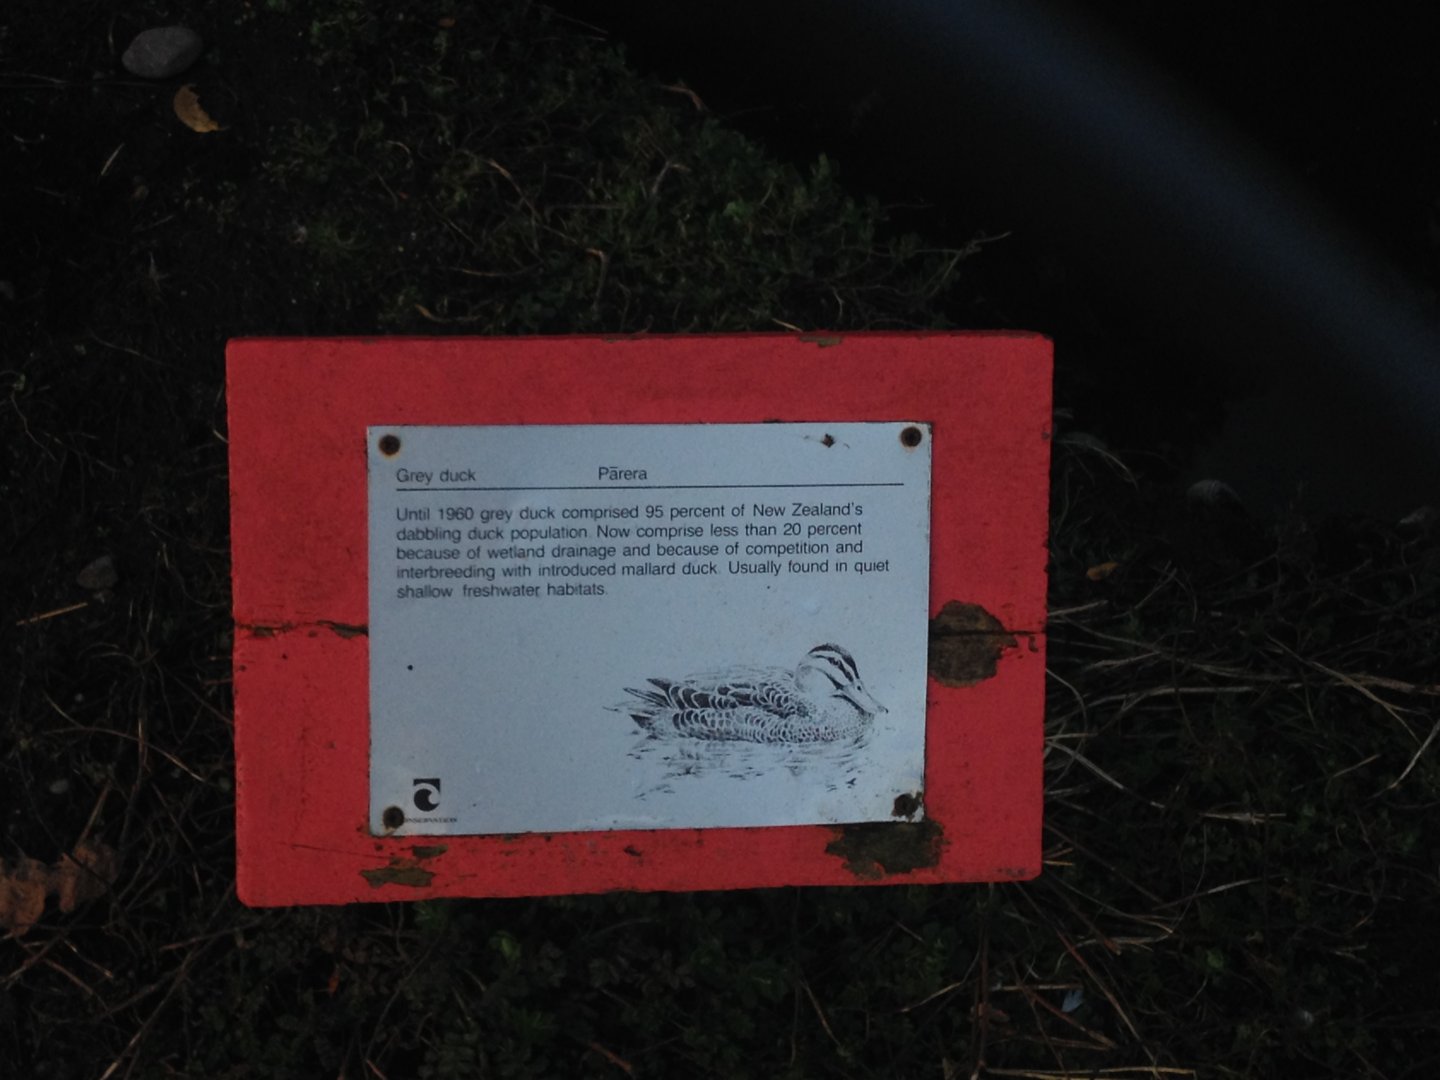 Grey duck Pārera
Until 1960 grey duck comprised 95 percent of New Zealand's
dabbling duck population. Now comprise less than 20 percent
because of wetland drainage and because of competition and
interbreeding with introduced mallard duck. Usually found in quiet
shallow freshwater habitats.